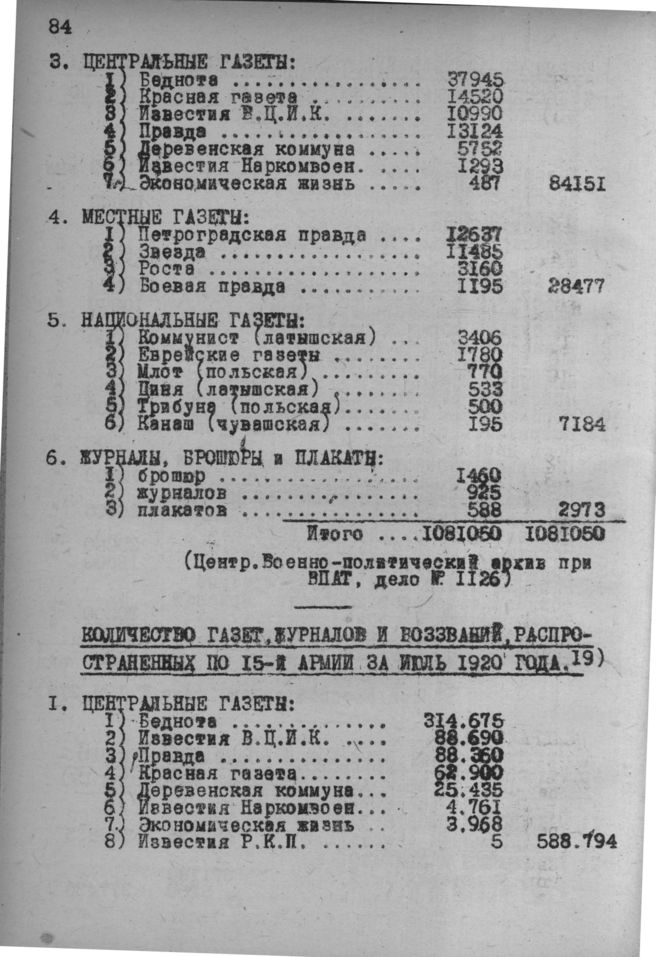 84
3. ЦЕНТРАЛЬНЫЕ ГАЗЕТЫ:
1) Беднота .................. 37945
2) Красная газета .......... 14520
3) Известия В.Ц.И.К. ....... 10990
4) Правда .................. 13124
5) Деревенская коммуна ..... 5752
6) Известия Наркомвоен. .... 1293
7) Экономическая жизнь ..... 487 84151
4. МЕСТНЫЕ ГАЗЕТЫ:
1) Петроградская правда .... 12637
2) Звезда .................. 11485
3) Роста ................... 3160
4) Боевая правда ........... 1195 28477
5. НАЦИОНАЛЬНЫЕ ГАЗЕТЫ:
1) Коммунист (латышская) ... 3406
2) Еврейские газеты ........ 1780
3) Млот (польская) ......... 770
4) Циня (латышская) ........ 533
5) Трибуна (польская)....... 500
6) Канаш (чувашская) ....... 195 7184
6. ЖУРНАЛЫ, БРОШЮРЫ и ПЛАКАТЫ:
1) брошюр .................. 1460
2) журналов ................ 925
3) плакатов ................ 588 2973
Итого ....1081050 1081050
(Центр.Военно-политический архив при
ВПАТ, дело № 1126)
КОЛИЧЕСТВО ГАЗЕТ,ЖУРНАЛОВ И ВОЗЗВАНИЙ,РАСПРО-
СТРАНЕННЫХ ПО 15-Й АРМИИ ЗА ИЮЛЬ 1920 ГОДА.19)
I. ЦЕНТРАЛЬНЫЕ ГАЗЕТЫ:
1) Беднота ............... 314.675
2) Известия В.Ц.И.К. ..... 88.690
3) Правда ................ 88.360
4) Красная газета......... 62.900
5) Деревенская коммуна... 25.435
6) Известия Наркомвоен... 4.761
7) Экономическая жизнь .. 3.968
8) Известия Р.К.П. ...... 5 588.794